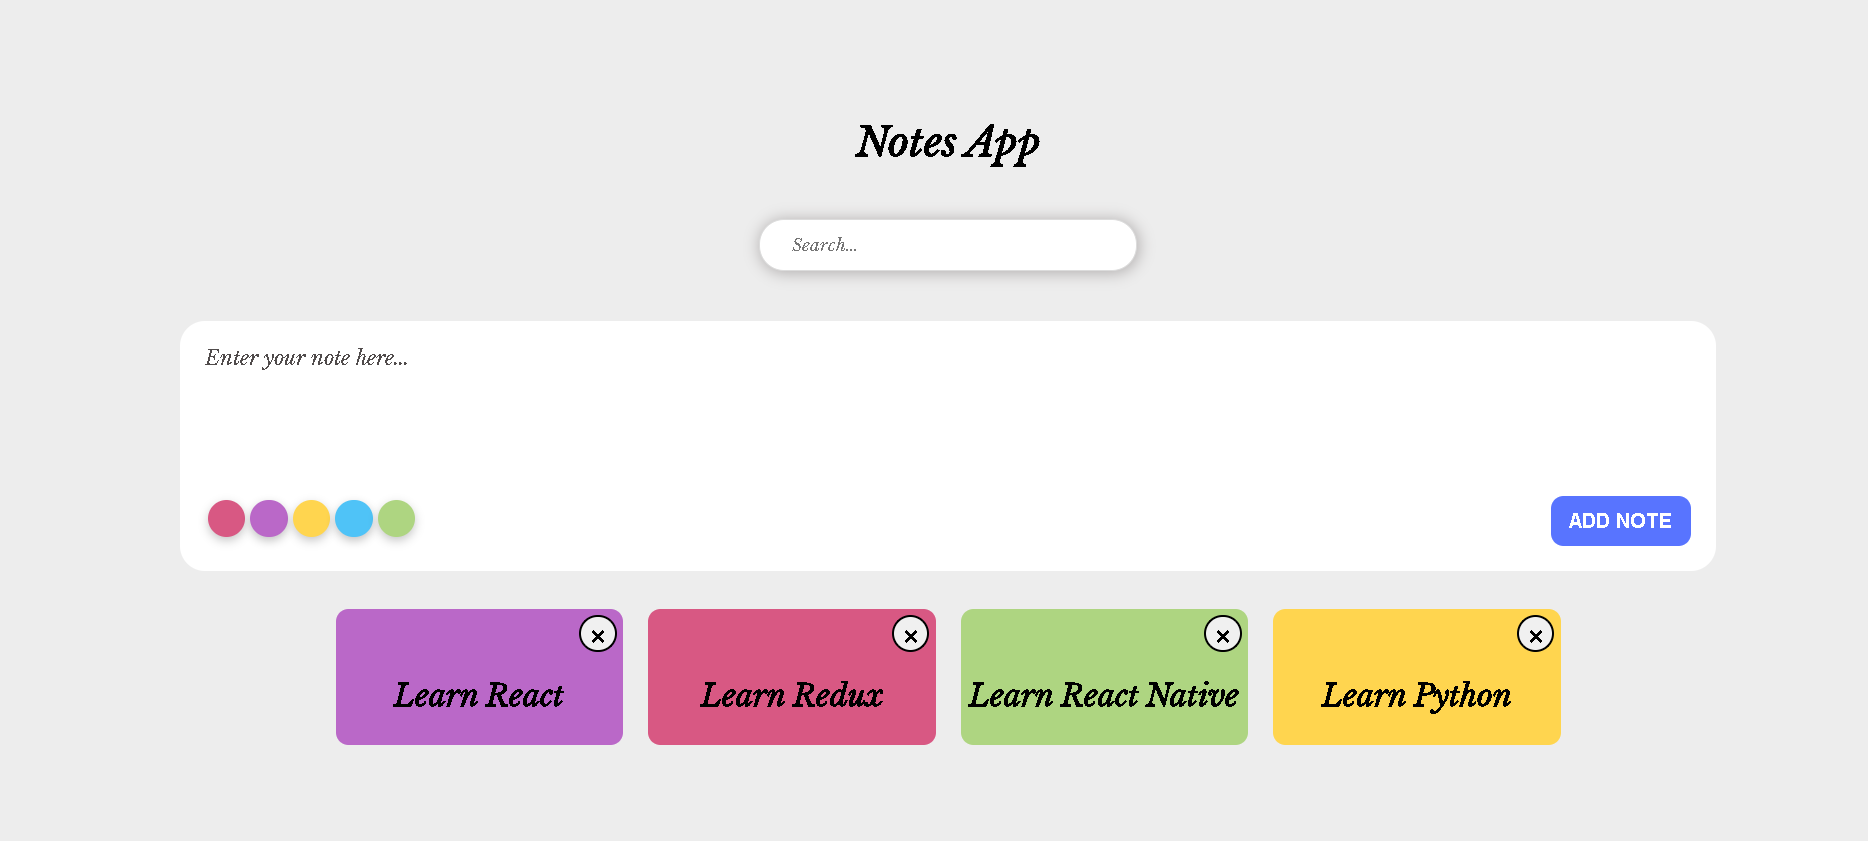 Notes App
Search...
Enter your note here...
ADD NOTE
Learn React
Learn Redux
Learn React Native
Learn Python